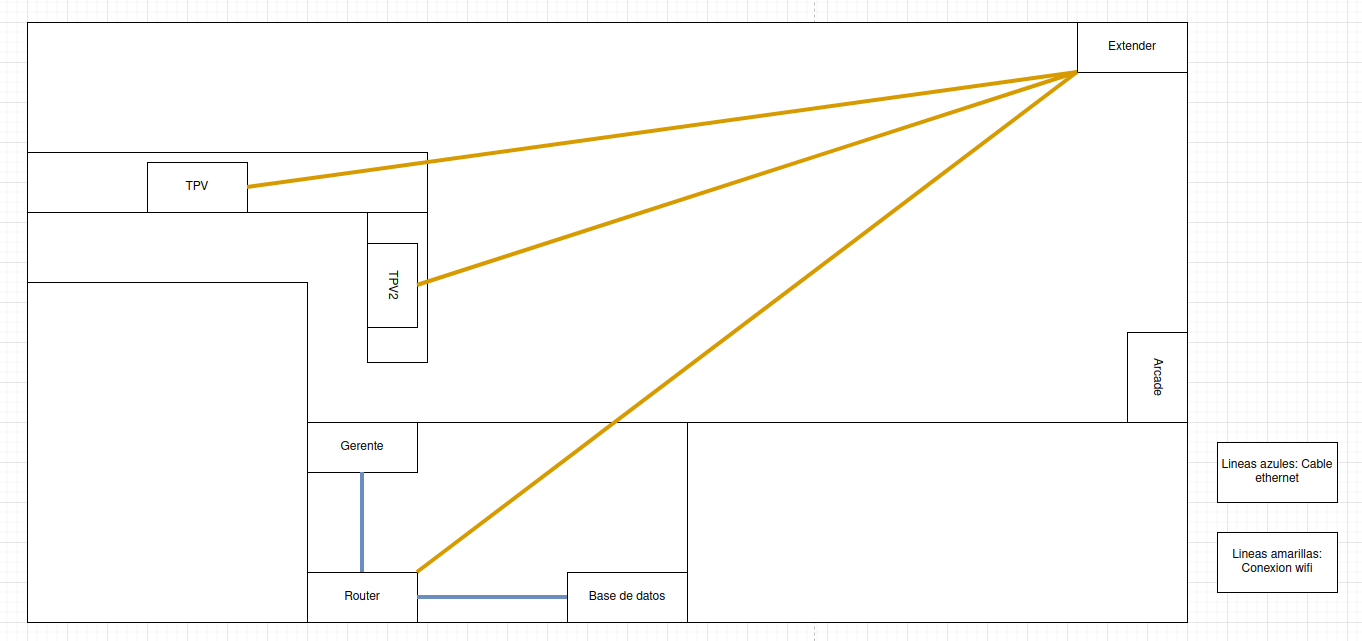 Extender
TPV
TPV2
Arcade
Gerente
Lineas azules: Cable
ethernet
Lineas amarillas:
Conexion wifi
Router
Base de datos